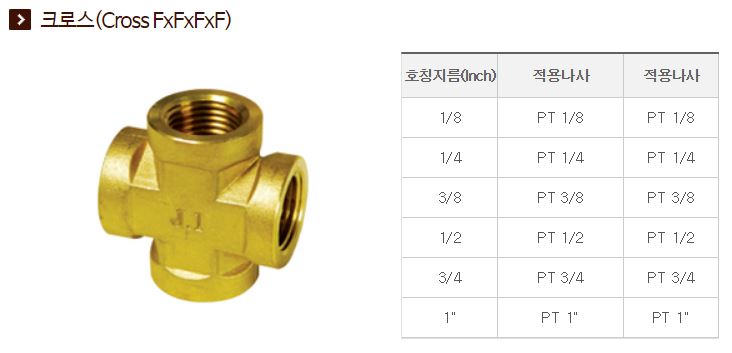 크로스(Cross FxFxFxF)
호칭지름(Inch) 적용나사 적용나사
1/8 PT 1/8 PT 1/8
1/4 PT 1/4 PT 1/4
3/8 PT 3/8 PT 3/8
1/2 PT 1/2 PT 1/2
3/4 PT 3/4 PT 3/4
1" PT 1" PT 1"
J.I